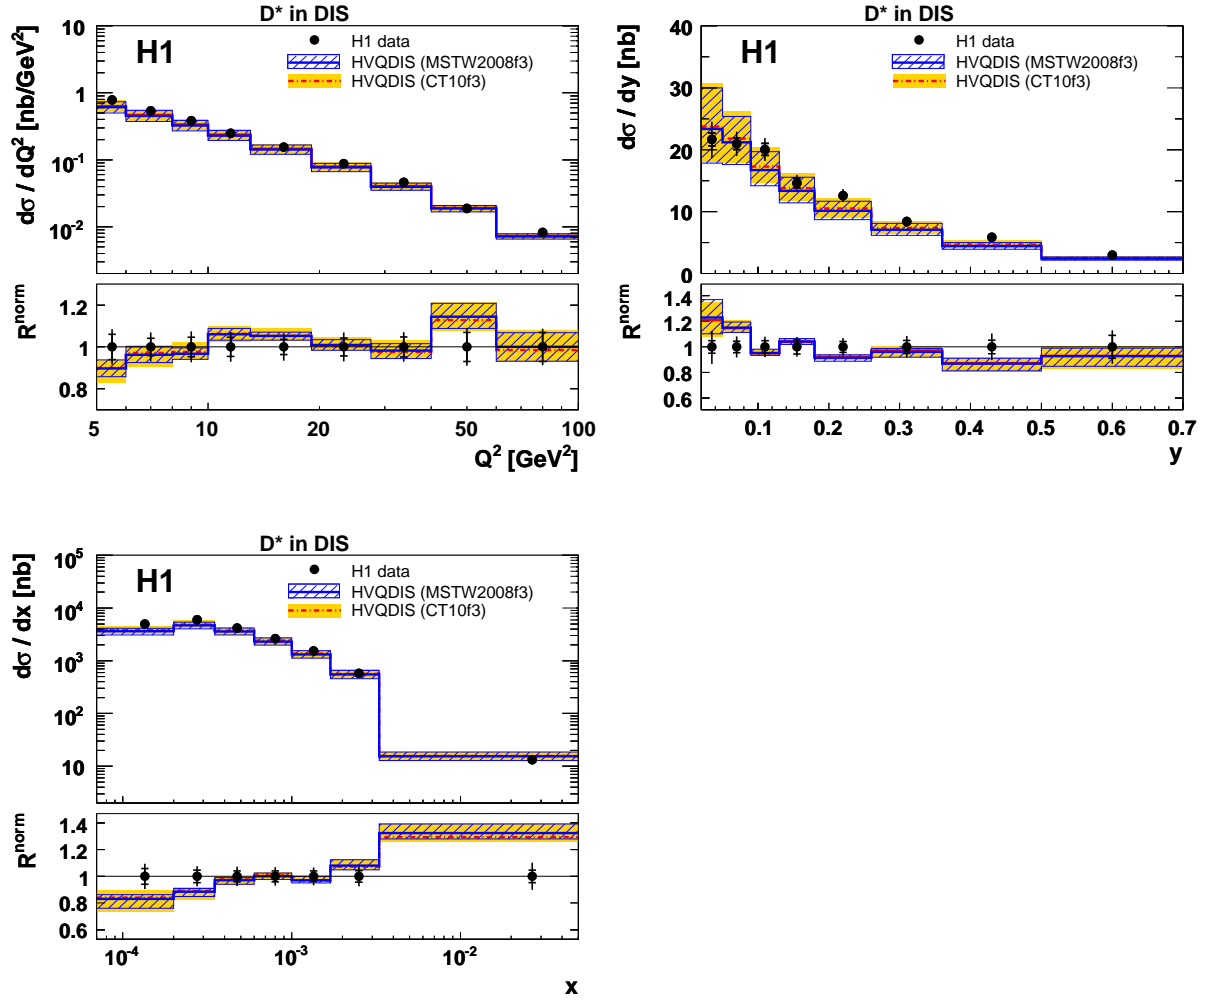 D* in DIS
H1
H1 data
HVQDIS (MSTW2008f3)
HVQDIS (CT10f3)
dσ / dQ² [nb/GeV²]
10
1
10⁻¹
10⁻²
R^norm
1.2
1
0.8
5 10 20 50 100
Q² [GeV²]
D* in DIS
H1
H1 data
HVQDIS (MSTW2008f3)
HVQDIS (CT10f3)
dσ / dy [nb]
40
30
20
10
0
R^norm
1.4
1.2
1
0.8
0.6
0.1 0.2 0.3 0.4 0.5 0.6 0.7
y
D* in DIS
H1
H1 data
HVQDIS (MSTW2008f3)
HVQDIS (CT10f3)
dσ / dx [nb]
10⁵
10⁴
10³
10²
10
R^norm
1.4
1.2
1
0.8
0.6
10⁻⁴ 10⁻³ 10⁻²
x